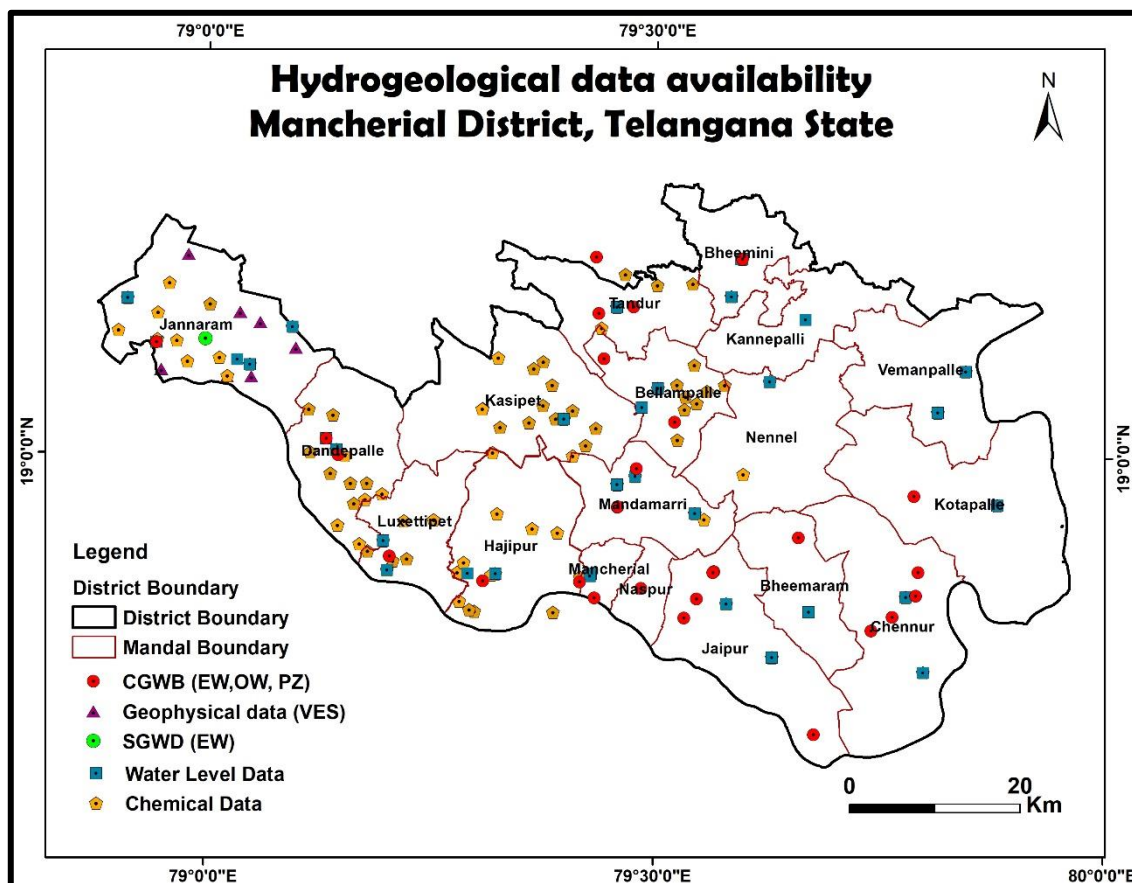 79°0'0"E
79°30'0"E
Hydrogeological data availability
Mancherial District, Telangana State
N
Bheemini
Tandur
Jannaram
Kannepalli
Vemanpalle
Kasipet
Bellampalle
Nennel
19°0'0"N
19°0'0"N
Dandepalle
Mandamarri
Kotapalle
Luxettipet
Hajipur
Mancherial
Naspur
Bheemaram
Chennur
Jaipur
Legend
District Boundary
District Boundary
Mandal Boundary
CGWB (EW,OW, PZ)
Geophysical data (VES)
SGWD (EW)
Water Level Data
Chemical Data
0 20
Km
79°0'0"E
79°30'0"E
80°0'0"E